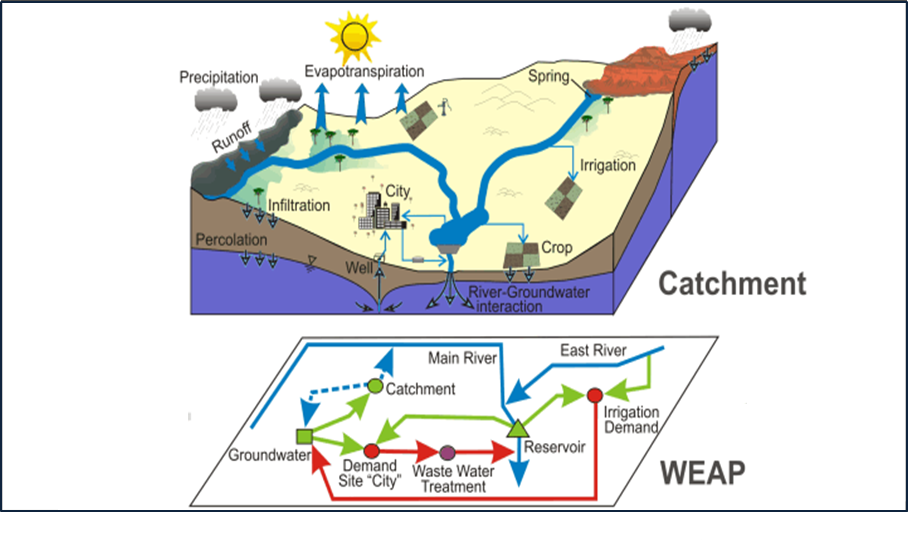 Precipitation
Evapotranspiration
Spring
Runoff
Irrigation
City
Infiltration
Percolation
Crop
Well
River-Groundwater
interaction
Catchment
Main River
East River
Catchment
Irrigation
Demand
Reservoir
Groundwater
Demand
Site “City”
Waste Water
Treatment
WEAP